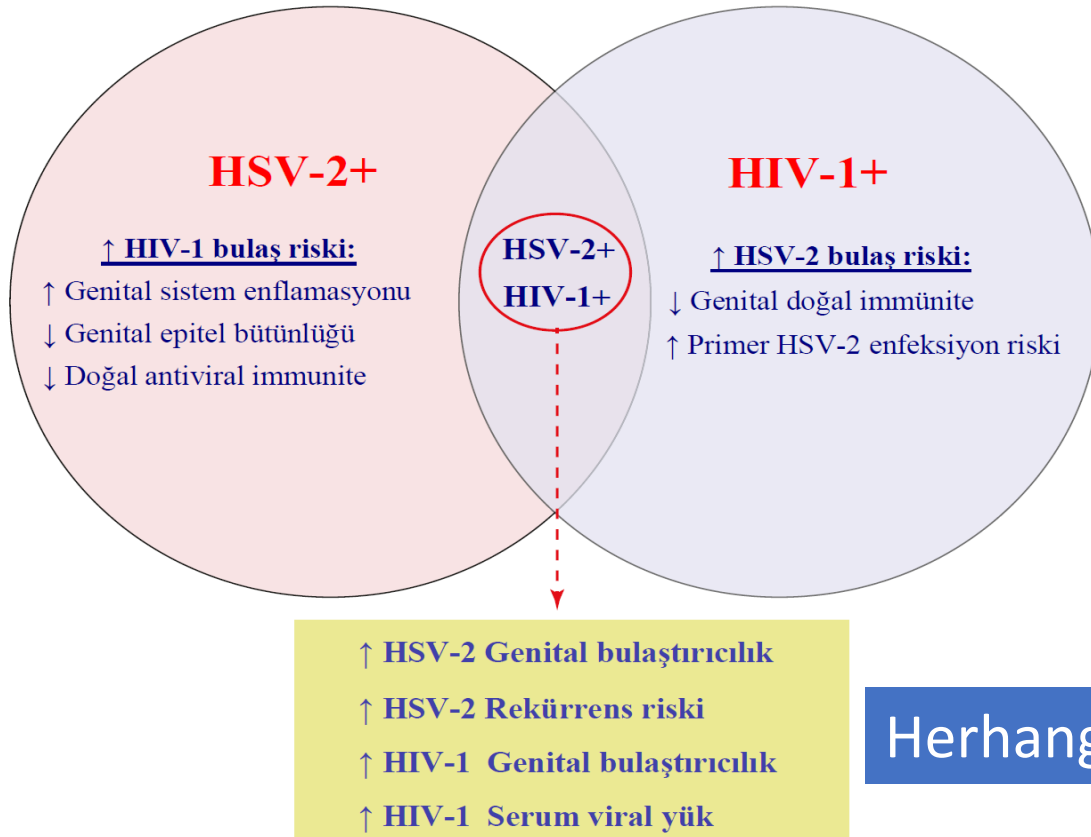 HSV-2+
↑ HIV-1 bulaş riski:
↑ Genital sistem enflamasyonu
↓ Genital epitel bütünlüğü
↓ Doğal antiviral immunite
HSV-2+
HIV-1+
HIV-1+
↑ HSV-2 bulaş riski:
↓ Genital doğal immünite
↑ Primer HSV-2 enfeksiyon riski
↑ HSV-2 Genital bulaştırıcılık
↑ HSV-2 Rekürrens riski
↑ HIV-1 Genital bulaştırıcılık
↑ HIV-1 Serum viral yük
Herhang